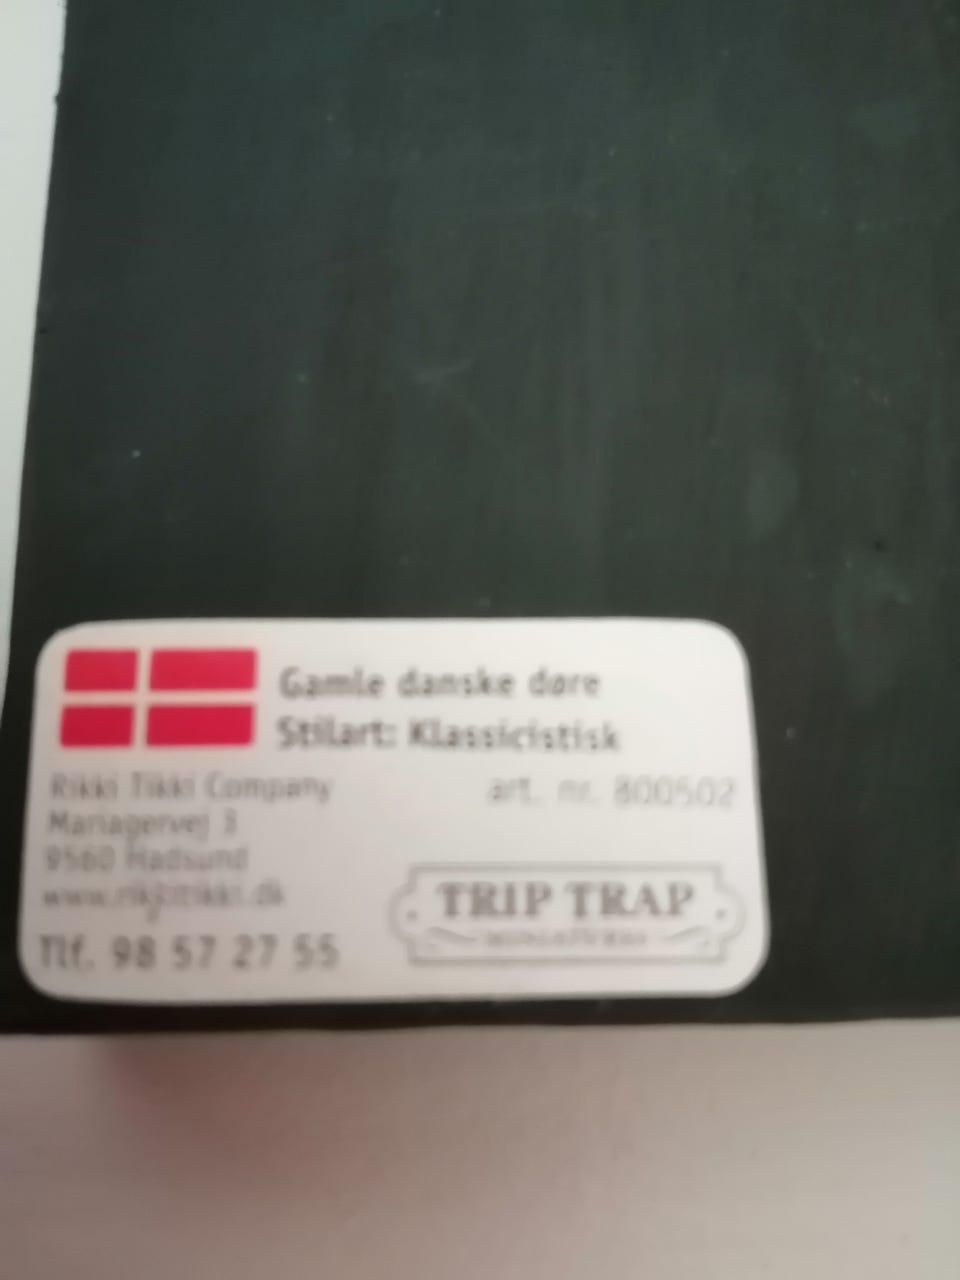 Gamle danske døre
Stilart: Klassicistisk
Rikki Tikki Company
art. nr. 800502
Mariagervej 3
9560 Hadsund
www.rikkitikki.dk
Tlf. 98 57 27 55
TRIP TRAP
MINIATURES